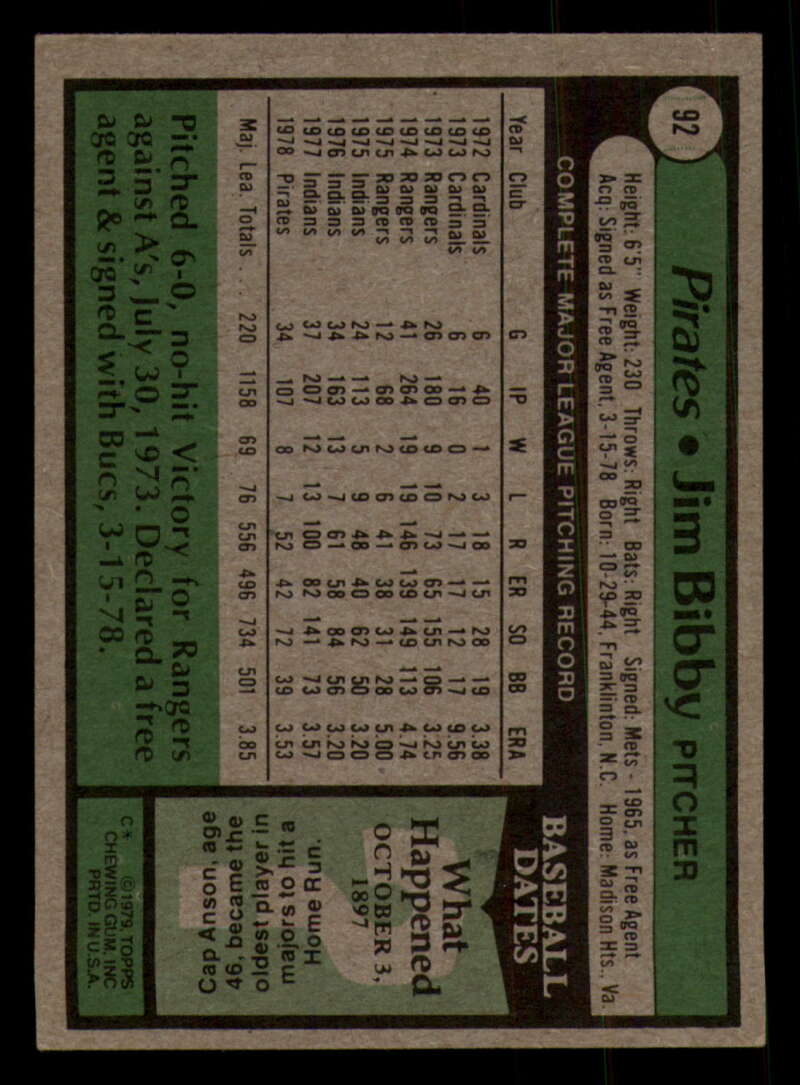 92
Pirates • Jim Bibby PITCHER
Height: 6'5" Weight: 230 Throws: Right Bats: Right Signed: Mets - 1965, as Free Agent
Acq: Signed as Free Agent, 3-15-78 Born: 10-29-44, Franklinton, N.C. Home: Madison Hts., Va.
COMPLETE MAJOR LEAGUE PITCHING RECORD
Year Club G IP W L R ER SO BB ERA
1972 Cardinals 6 40 1 3 18 15 28 19 3.38
1973 Cardinals 6 16 0 2 17 17 12 17 9.56
1973 Rangers 26 180 9 10 73 65 155 106 3.25
1974 Rangers 41 264 19 19 146 139 149 113 4.74
1975 Rangers 12 68 2 6 41 38 31 28 5.00
1975 Indians 24 113 5 9 48 40 62 50 3.20
1976 Indians 34 163 13 7 61 58 84 56 3.20
1977 Indians 37 207 12 13 100 82 141 73 3.57
1978 Pirates 34 107 8 7 52 42 72 39 3.53
Maj. Lea. Totals . . . 220 1158 69 76 556 496 734 501 3.85
Pitched 6-0, no-hit Victory for Rangers
against A's, July 30, 1973. Declared a free
agent & signed with Bucs, 3-15-78.
BASEBALL
DATES
What
Happened
OCTOBER 3,
1897
Cap Anson, age
46, became the
oldest player in
majors to hit a
Home Run.
C* ©1979, TOPPS
CHEWING GUM, INC
PRTD. IN U.S.A.